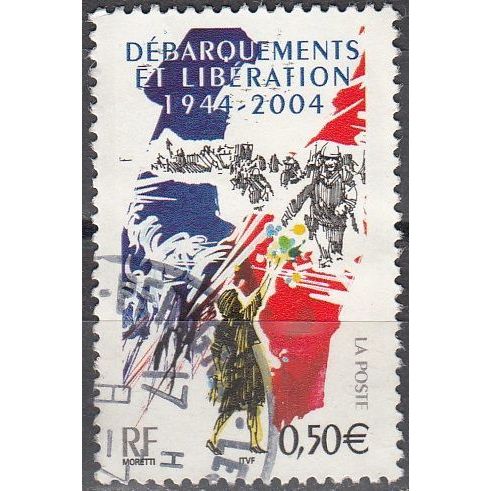 DÉBARQUEMENTS
ET LIBÉRATION
1944-2004
LA POSTE
RF
0,50€
MORETTI
ITVF